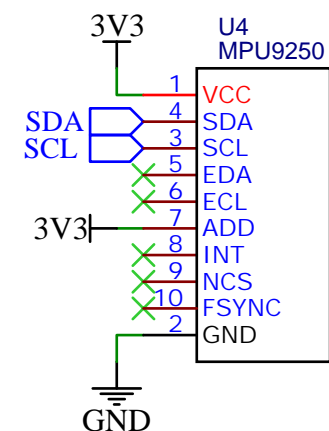 3V3
U4
MPU9250
1 VCC
SDA 4 SDA
SCL 3 SCL
5 EDA
6 ECL
3V3 7 ADD
8 INT
9 NCS
10 FSYNC
2 GND
GND